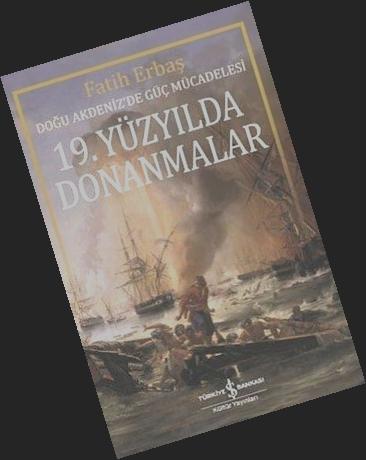 Fatih Erbaş
DOĞU AKDENİZ'DE GÜÇ MÜCADELESİ
19. YÜZYILDA
DONANMALAR
TÜRKİYE İŞ BANKASI
Kültür Yayınları